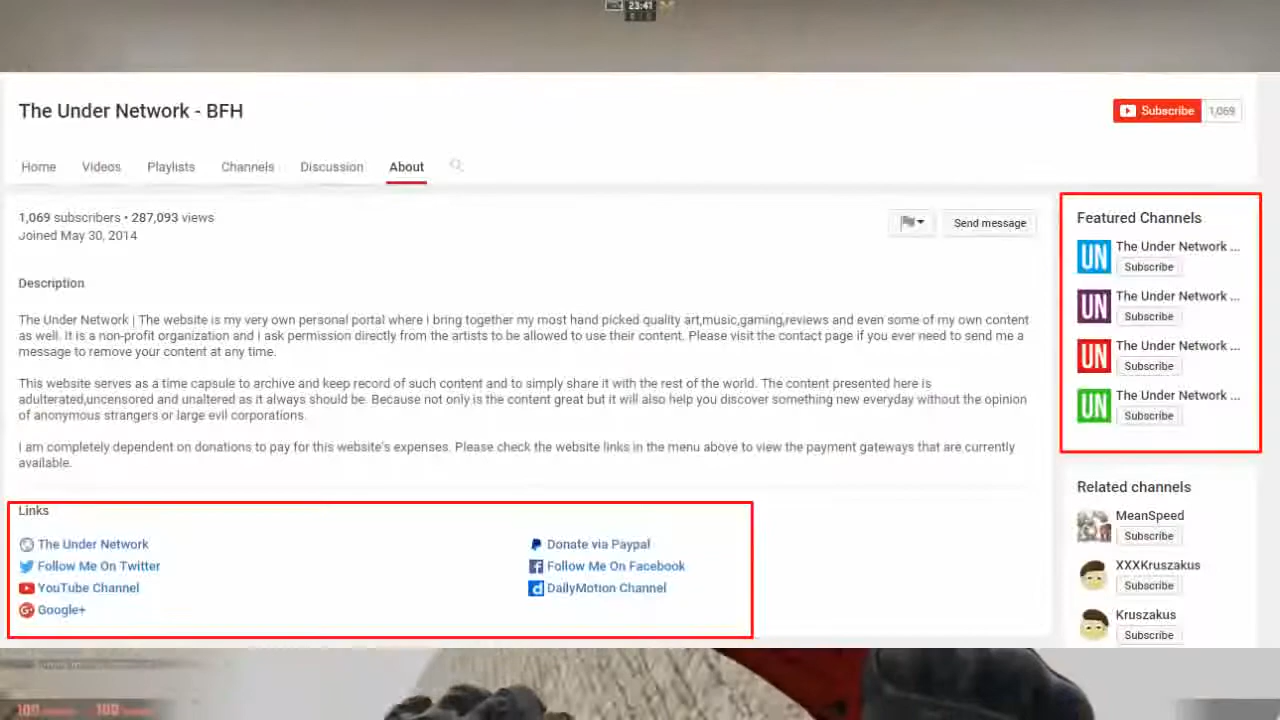 23:41
The Under Network - BFH
Subscribe 1,069
Home Videos Playlists Channels Discussion About
1,069 subscribers • 287,093 views
Joined May 30, 2014
Send message
Description
The Under Network | The website is my very own personal portal where i bring together my most hand picked quality art,music,gaming,reviews and even some of my own content
as well. It is a non-profit organization and i ask permission directly from the artists to be allowed to use their content. Please visit the contact page if you ever need to send me a
message to remove your content at any time.
This website serves as a time capsule to archive and keep record of such content and to simply share it with the rest of the world. The content presented here is
adulterated,uncensored and unaltered as it always should be. Because not only is the content great but it will also help you discover something new everyday without the opinion
of anonymous strangers or large evil corporations.
I am completely dependent on donations to pay for this website's expenses. Please check the website links in the menu above to view the payment gateways that are currently
available.
Links
The Under Network
Follow Me On Twitter
YouTube Channel
Google+
Donate via Paypal
Follow Me On Facebook
DailyMotion Channel
Featured Channels
UN The Under Network ...
Subscribe
UN The Under Network ...
Subscribe
UN The Under Network ...
Subscribe
UN The Under Network ...
Subscribe
Related channels
MeanSpeed
Subscribe
XXXKruszakus
Subscribe
Kruszakus
Subscribe
100 100